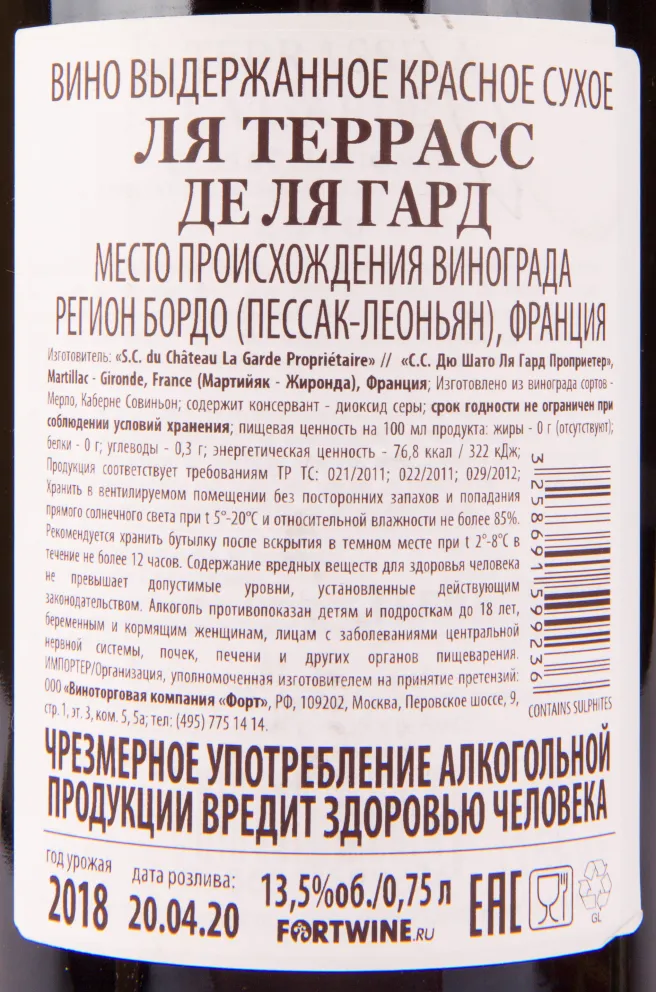 ВИНО ВЫДЕРЖАННОЕ КРАСНОЕ СУХОЕ
ЛЯ ТЕРРАСС
ДЕ ЛЯ ГАРД
МЕСТО ПРОИСХОЖДЕНИЯ ВИНОГРАДА
РЕГИОН БОРДО (ПЕССАК-ЛЕОНЬЯН), ФРАНЦИЯ
Изготовитель: «S.C. du Château La Garde Propriétaire» // «С.С. Дю Шато Ля Гард Проприетер»,
Martillac - Gironde, France (Мартийяк - Жиронда), Франция; Изготовлено из винограда сортов -
Мерло, Каберне Совиньон; содержит консервант - диоксид серы; срок годности не ограничен при
соблюдении условий хранения; пищевая ценность на 100 мл продукта: жиры - 0 г (отсутствуют);
белки - 0 г; углеводы - 0,3 г; энергетическая ценность - 76,8 ккал / 322 кДж;
Продукция соответствует требованиям ТР ТС: 021/2011; 022/2011; 029/2012;
Хранить в вентилируемом помещении без посторонних запахов и попадания
прямого солнечного света при t 5°-20°C и относительной влажности не более 85%.
Рекомендуется хранить бутылку после вскрытия в темном месте при t 2°-8°C в
течение не более 12 часов. Содержание вредных веществ для здоровья человека
не превышает допустимые уровни, установленные действующим
законодательством. Алкоголь противопоказан детям и подросткам до 18 лет,
беременным и кормящим женщинам, лицам с заболеваниями центральной
нервной системы, почек, печени и других органов пищеварения.
ИМПОРТЕР/Организация, уполномоченная изготовителем на принятие претензий:
ООО «Виноторговая компания «Форт», РФ, 109202, Москва, Перовское шоссе, 9,
стр. 1, эт. 3, ком. 5, 5а; тел: (495) 775 14 14.
3 258691 599236
CONTAINS SULPHITES
ЧРЕЗМЕРНОЕ УПОТРЕБЛЕНИЕ АЛКОГОЛЬНОЙ
ПРОДУКЦИИ ВРЕДИТ ЗДОРОВЬЮ ЧЕЛОВЕКА
год урожая
2018
дата розлива:
20.04.20
13,5%об./0,75 л
FORTWINE.RU
EAC
GL